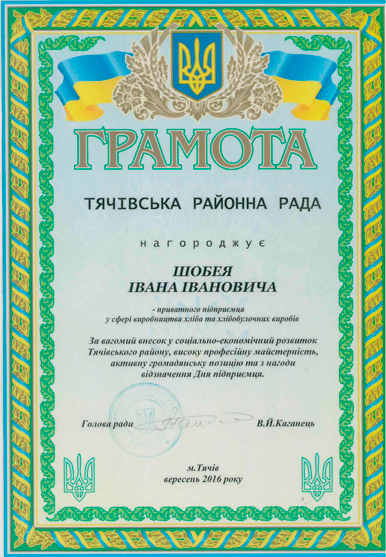 ГРАМОТА
ТЯЧІВСЬКА РАЙОННА РАДА
нагороджує
ШОБЕЯ
ІВАНА ІВАНОВИЧА
- приватного підприємця
у сфері виробництва хліба та хлібобулочних виробів
За вагомий внесок у соціально-економічний розвиток
Тячівського району, високу професійну майстерність,
активну громадянську позицію та з нагоди
відзначення Дня підприємця.
Голова ради В.Й.Каганець
м.Тячів
вересень 2016 року